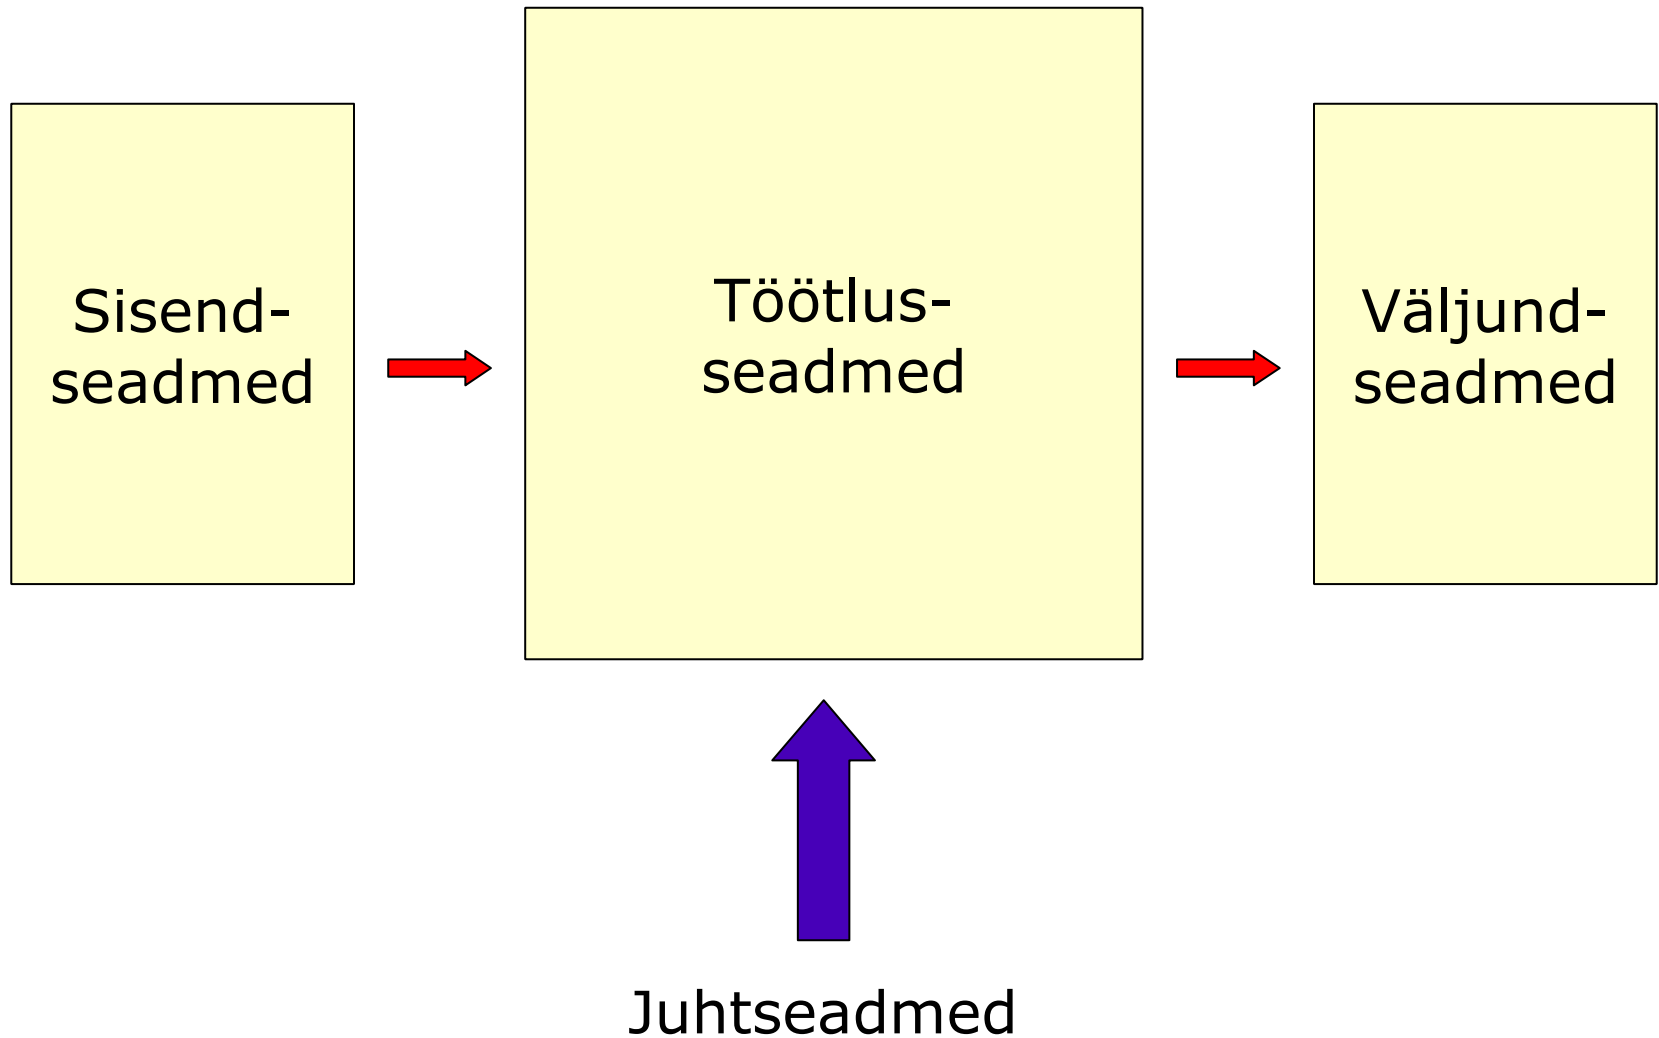 Sisend-
seadmed
Töötlus-
seadmed
Väljund-
seadmed
Juhtseadmed